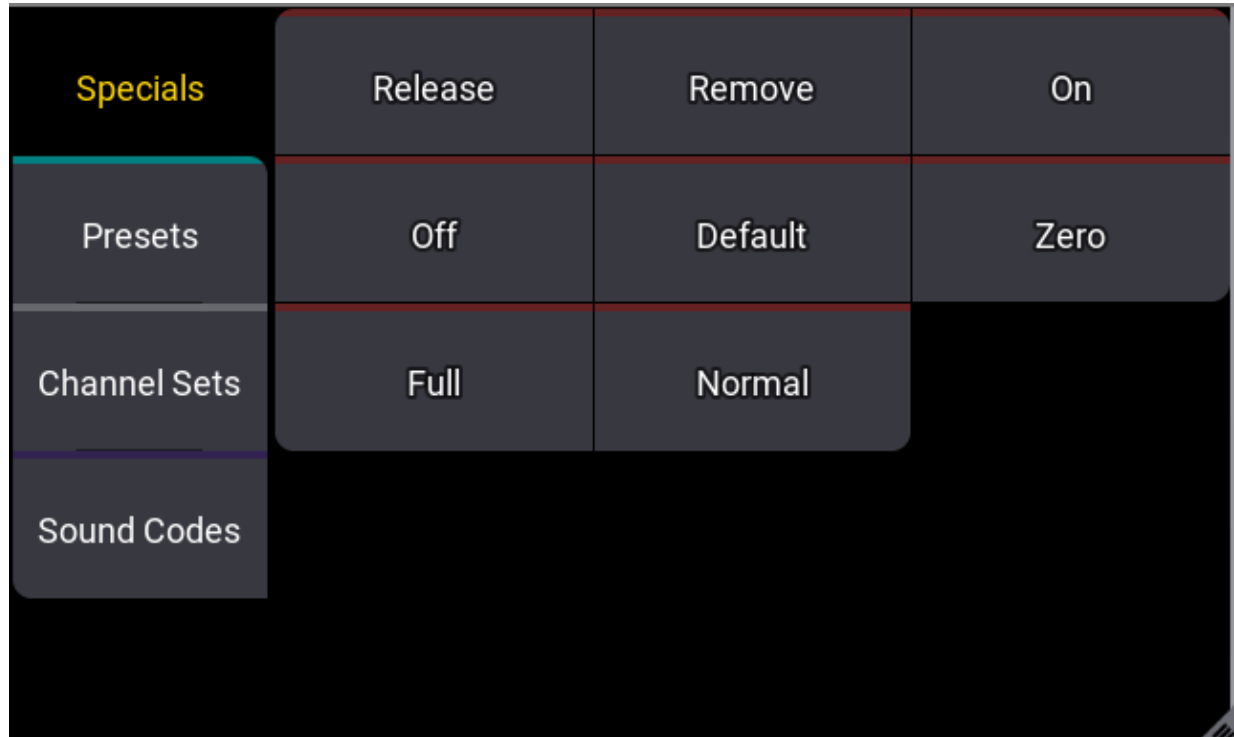 Specials
Release
Remove
On
Presets
Off
Default
Zero
Channel Sets
Full
Normal
Sound Codes